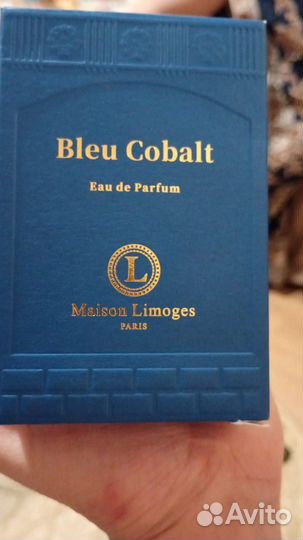 Bleu Cobalt
Eau de Parfum
L
Maison Limoges
PARIS
Avito